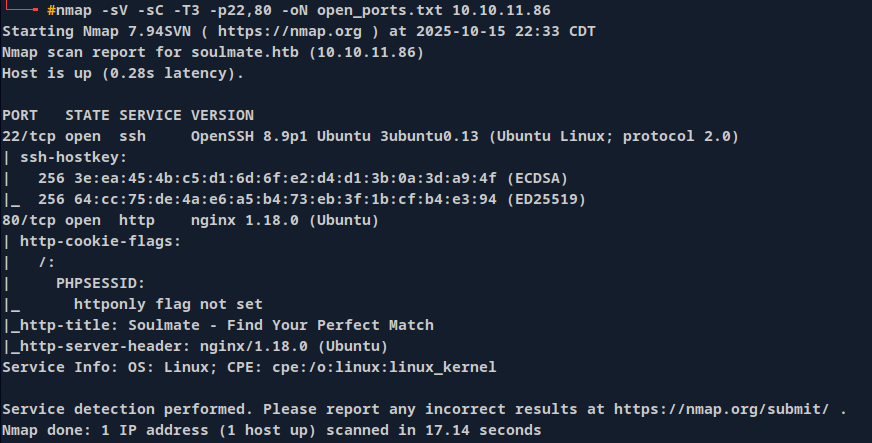 #nmap -sV -sC -T3 -p22,80 -oN open_ports.txt 10.10.11.86
Starting Nmap 7.94SVN ( https://nmap.org ) at 2025-10-15 22:33 CDT
Nmap scan report for soulmate.htb (10.10.11.86)
Host is up (0.28s latency).

PORT   STATE SERVICE VERSION
22/tcp open  ssh     OpenSSH 8.9p1 Ubuntu 3ubuntu0.13 (Ubuntu Linux; protocol 2.0)
| ssh-hostkey:
|   256 3e:ea:45:4b:c5:d1:6d:6f:e2:d4:d1:3b:0a:3d:a9:4f (ECDSA)
|_  256 64:cc:75:de:4a:e6:a5:b4:73:eb:3f:1b:cf:b4:e3:94 (ED25519)
80/tcp open  http    nginx 1.18.0 (Ubuntu)
| http-cookie-flags:
|   /:
|     PHPSESSID:
|_      httponly flag not set
|_http-title: Soulmate - Find Your Perfect Match
|_http-server-header: nginx/1.18.0 (Ubuntu)
Service Info: OS: Linux; CPE: cpe:/o:linux:linux_kernel

Service detection performed. Please report any incorrect results at https://nmap.org/submit/ .
Nmap done: 1 IP address (1 host up) scanned in 17.14 seconds